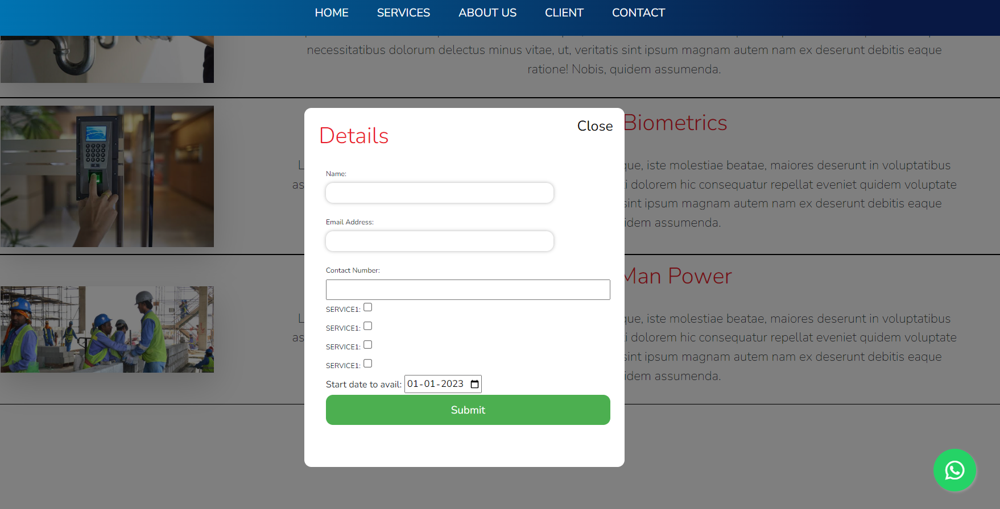 HOME SERVICES ABOUT US CLIENT CONTACT
necessitatibus dolorum delectus minus vitae, ut, veritatis sint ipsum magnam autem nam ex deserunt debitis eaque
ratione! Nobis, quidem assumenda.
Close
Details
Biometrics
Name:
que, iste molestiae beatae, maiores deserunt in voluptatibus
as
i dolorem hic consequatur repellat eveniet quidem voluptate
sint ipsum magnam autem nam ex deserunt debitis eaque
Email Address:
idem assumenda.
Contact Number:
Man Power
SERVICE1:
L
que, iste molestiae beatae, maiores deserunt in voluptatibus
SERVICE1:
as
i dolorem hic consequatur repellat eveniet quidem voluptate
SERVICE1:
sint ipsum magnam autem nam ex deserunt debitis eaque
SERVICE1:
idem assumenda.
Start date to avail: 01-01-2023
Submit